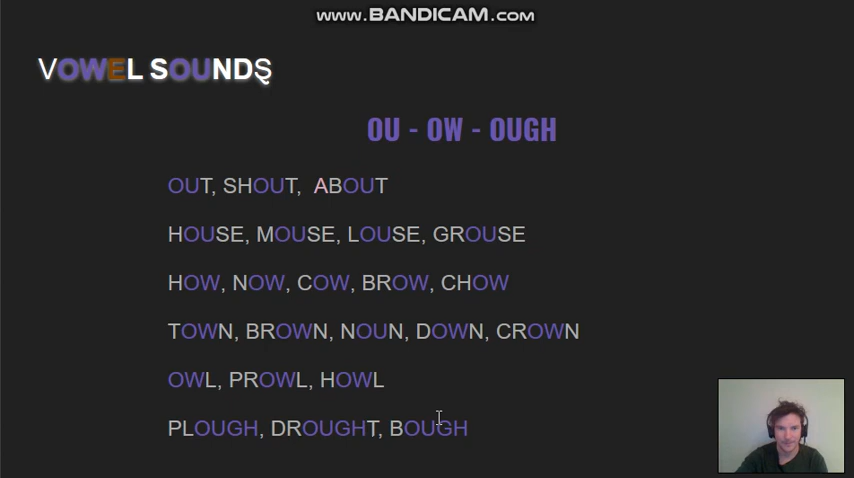 www.BANDICAM.com
VOWEL SOUNDS
OU - OW - OUGH
OUT, SHOUT, ABOUT
HOUSE, MOUSE, LOUSE, GROUSE
HOW, NOW, COW, BROW, CHOW
TOWN, BROWN, NOUN, DOWN, CROWN
OWL, PROWL, HOWL
PLOUGH, DROUGHT, BOUGH